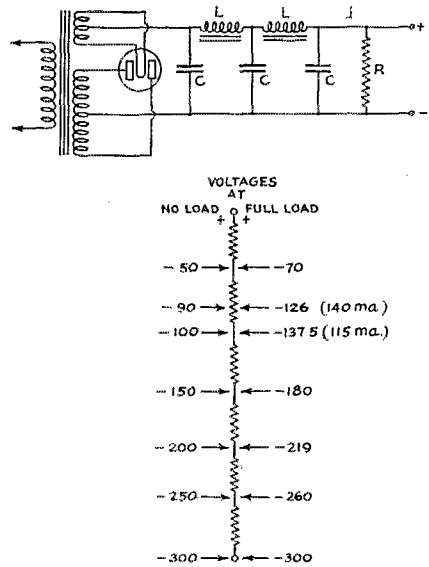 L L J +
C C C R -
VOLTAGES
AT
NO LOAD FULL LOAD
+ +
-50 -70
-90 -126 (140 ma)
-100 -137 5 (115 ma.)
-150 -180
-200 -219
-250 -260
-300 -300